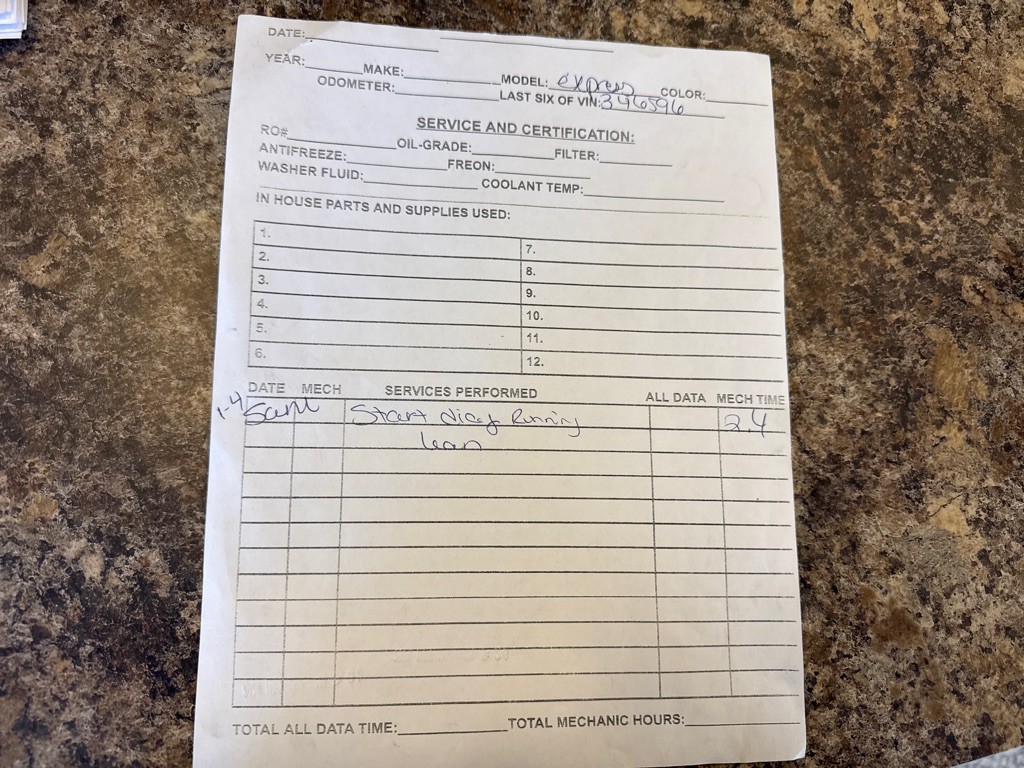 DATE:
YEAR: MAKE: MODEL: express COLOR:
ODOMETER: LAST SIX OF VIN: 346596
SERVICE AND CERTIFICATION:
RO# OIL-GRADE: FILTER:
ANTIFREEZE: FREON:
WASHER FLUID: COOLANT TEMP:
IN HOUSE PARTS AND SUPPLIES USED:
1.
2.
3.
4.
5.
6.
7.
8.
9.
10.
11.
12.
DATE MECH SERVICES PERFORMED ALL DATA MECH TIME
1-4 Start Running 2.4
lean
TOTAL ALL DATA TIME: TOTAL MECHANIC HOURS: